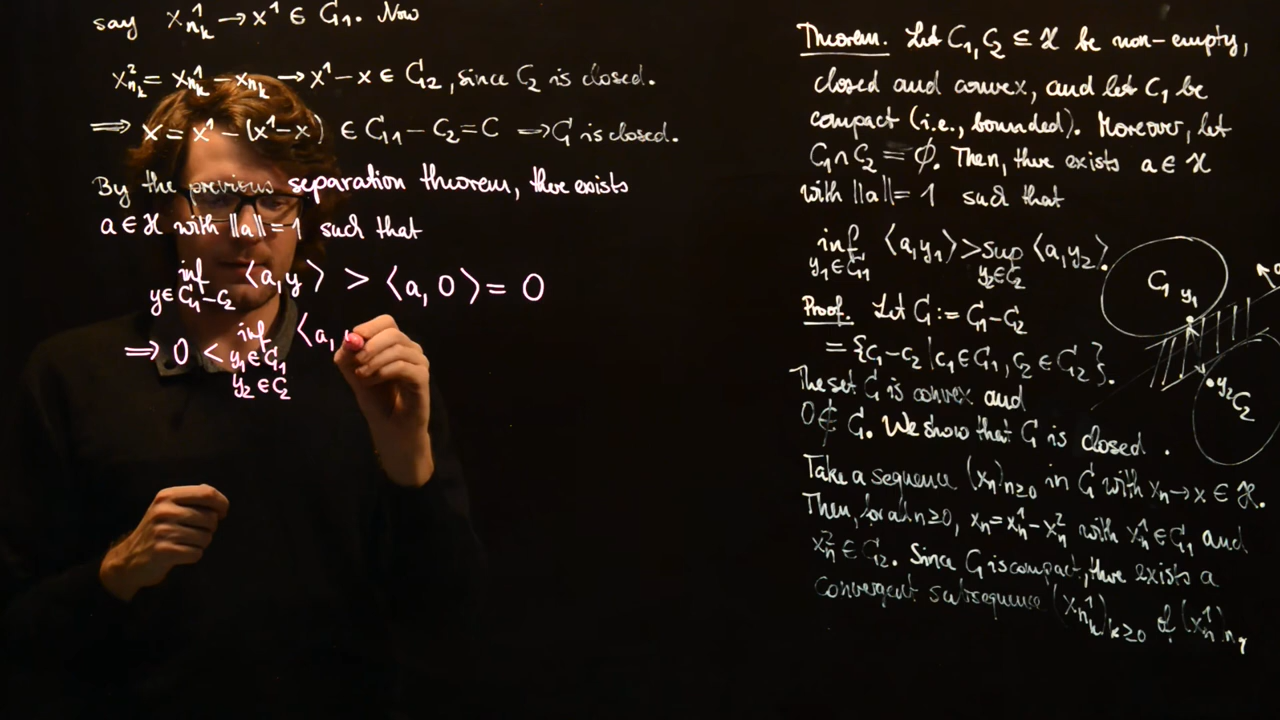 say x¹ₙₖ → x¹ ∈ C₁. Now
x²ₙₖ = x¹ₙₖ - xₙₖ → x¹ - x ∈ C₂, since C₂ is closed.
⟹ x = x¹ - (x¹ - x) ∈ C₁ - C₂ = C ⟹ C is closed.
By the previous separation theorem, there exists
a ∈ ℋ with ||a|| = 1 such that
inf ⟨a, y⟩ > ⟨a, 0⟩ = 0
y ∈ C₁ - C₂
⟹ 0 < inf ⟨a,
y₁ ∈ C₁
y₂ ∈ C₂
Theorem. Let C₁, C₂ ⊆ ℋ be non-empty,
closed and convex, and let C₁ be
compact (i.e., bounded). Moreover, let
C₁ ∩ C₂ = ∅. Then, there exists a ∈ ℋ
with ||a|| = 1 such that
inf ⟨a, y₁⟩ > sup ⟨a, y₂⟩.
y₁ ∈ C₁ y₂ ∈ C₂
Proof. Let C := C₁ - C₂
= {c₁ - c₂ | c₁ ∈ C₁, c₂ ∈ C₂}.
The set C is convex and
0 ∉ C. We show that C is closed.
Take a sequence (xₙ)ₙ≥₀ in C with xₙ → x ∈ ℋ.
Then, for all n ≥ 0, xₙ = x¹ₙ - x²ₙ with x¹ₙ ∈ C₁ and
x²ₙ ∈ C₂. Since C₁ is compact, there exists a
convergent subsequence (x¹ₙₖ)ₖ≥₀ of (x¹ₙ)ₙ,
C₁ y₁
y₂ C₂